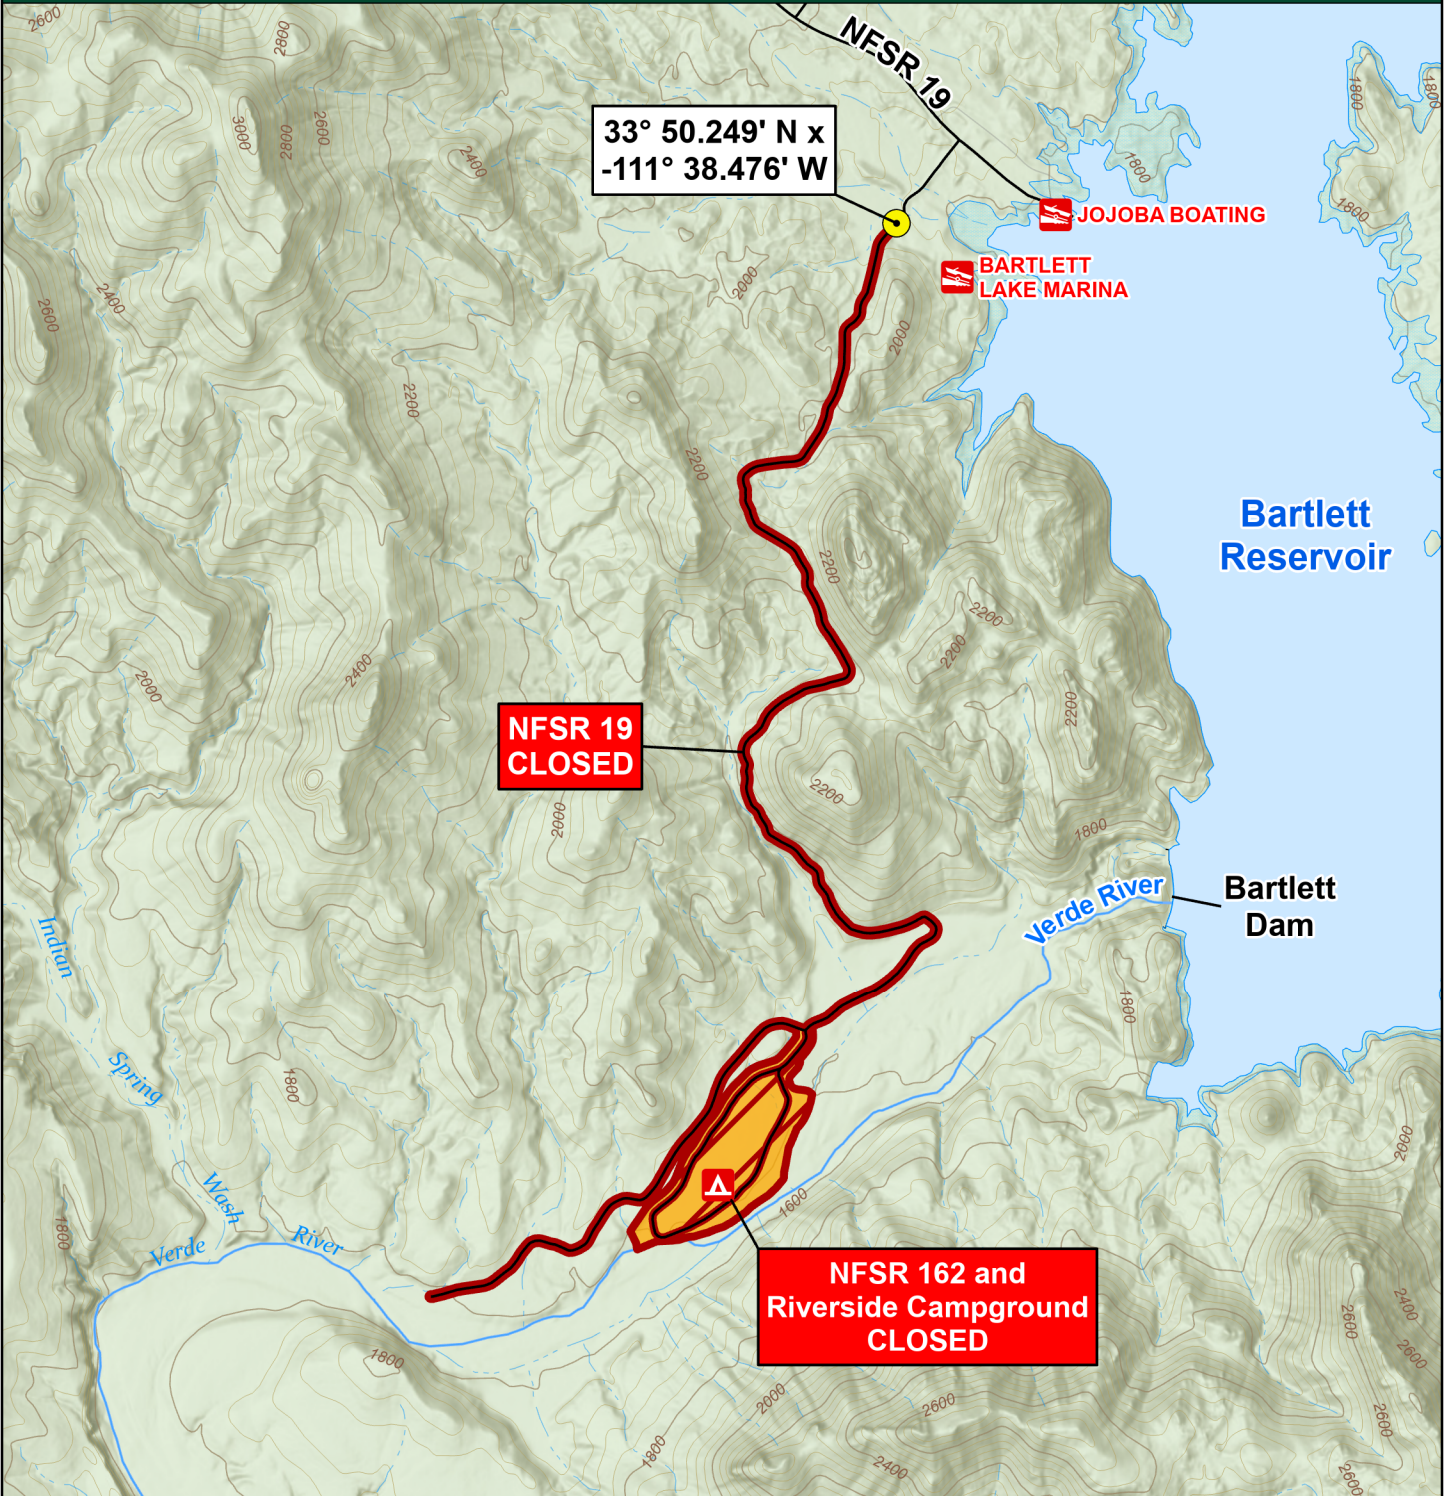 2600
2800
NFSR 19
3000
2800
2600
2400
33° 50.249' N x
-111° 38.476' W
1800
1800
1800
1800
JOJOBA BOATING
BARTLETT
LAKE MARINA
2000
2400
2600
2000
2200
2200
Bartlett
Reservoir
2200
2200
2200
2400
2000
2200
NFSR 19
CLOSED
2200
2000
1800
Verde River
Bartlett
Dam
Indian
1800
Spring
1800
2000
Wash
1600
1800
Verde
River
NFSR 162 and
Riverside Campground
CLOSED
2400
2600
2600
1800
2000
2600
2600
1800
2400
2600